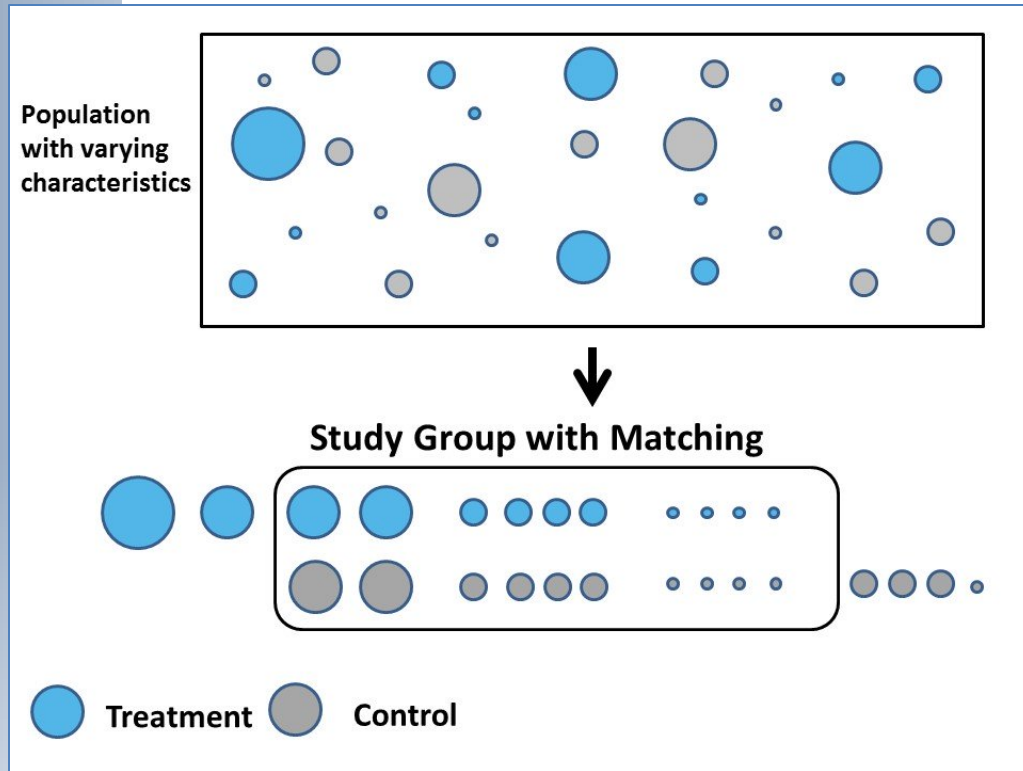 Population
with varying
characteristics
Study Group with Matching
Treatment
Control